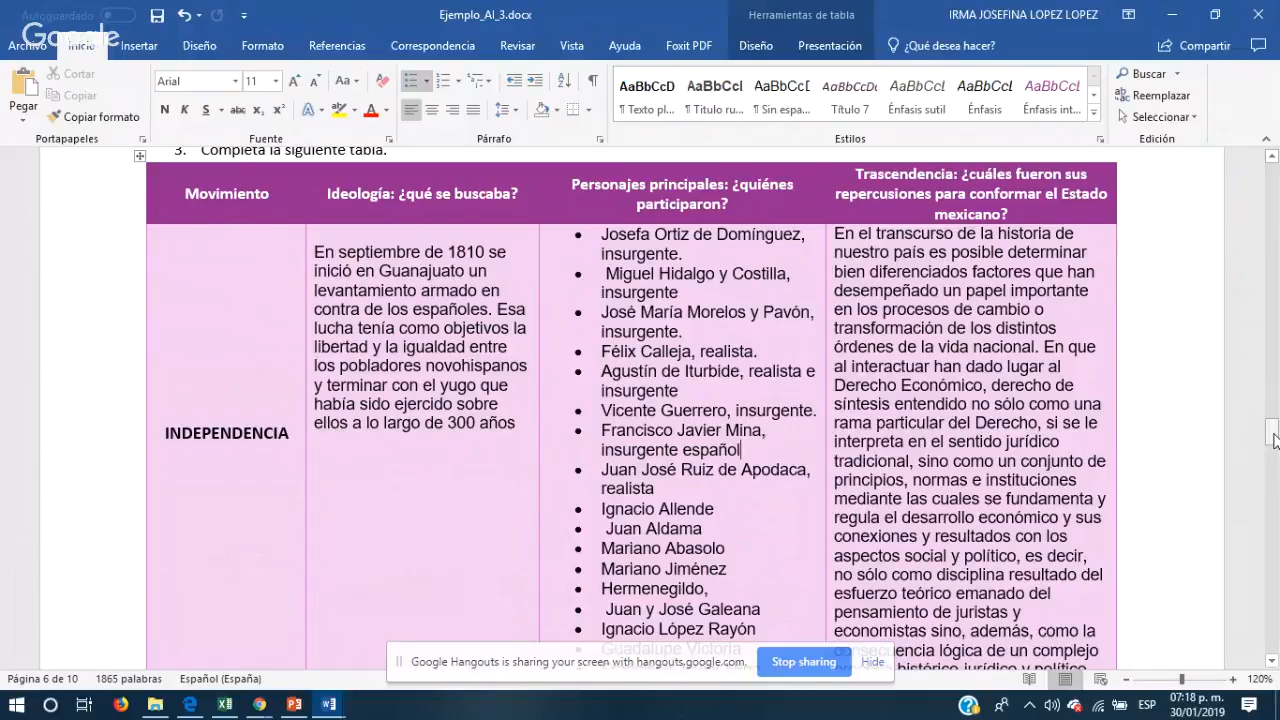 Autoguardado
Ejemplo_AI_3.docx
Herramientas de tabla
IRMA JOSEFINA LOPEZ LOPEZ
Google
Archivo Inicio Insertar Diseño Formato Referencias Correspondencia Revisar Vista Ayuda Foxit PDF Diseño Presentación ¿Qué desea hacer? Compartir
Pegar
Cortar
Copiar
Copiar formato
Portapapeles
Arial 11
N K S abc x₂ x²
Fuente
Párrafo
AaBbCcDc AaBbCcI AaBbCcDc AaBbCcDc AaBbCcI AaBbCcI AaBbCcI
¶ Texto pl... ¶ Título ru... ¶ Sin espa... Título 7 Énfasis sutil Énfasis Énfasis int...
Estilos
Buscar
Reemplazar
Seleccionar
Edición
3. Completa la siguiente tabla.
Movimiento
Ideología: ¿qué se buscaba?
Personajes principales: ¿quiénes
participaron?
Trascendencia: ¿cuáles fueron sus
repercusiones para conformar el Estado
mexicano?
INDEPENDENCIA
En septiembre de 1810 se
inició en Guanajuato un
levantamiento armado en
contra de los españoles. Esa
lucha tenía como objetivos la
libertad y la igualdad entre
los pobladores novohispanos
y terminar con el yugo que
había sido ejercido sobre
ellos a lo largo de 300 años
• Josefa Ortiz de Domínguez,
insurgente.
• Miguel Hidalgo y Costilla,
insurgente
• José María Morelos y Pavón,
insurgente.
• Félix Calleja, realista.
• Agustín de Iturbide, realista e
insurgente
• Vicente Guerrero, insurgente.
• Francisco Javier Mina,
insurgente español
• Juan José Ruiz de Apodaca,
realista
• Ignacio Allende
• Juan Aldama
• Mariano Abasolo
• Mariano Jiménez
• Hermenegildo,
• Juan y José Galeana
• Ignacio López Rayón
• Guadalupe Victoria
En el transcurso de la historia de
nuestro país es posible determinar
bien diferenciados factores que han
desempeñado un papel importante
en los procesos de cambio o
transformación de los distintos
órdenes de la vida nacional. En que
al interactuar han dado lugar al
Derecho Económico, derecho de
síntesis entendido no sólo como una
rama particular del Derecho, si se le
interpreta en el sentido jurídico
tradicional, sino como un conjunto de
principios, normas e instituciones
mediante las cuales se fundamenta y
regula el desarrollo económico y sus
conexiones y resultados con los
aspectos social y político, es decir,
no sólo como disciplina resultado del
esfuerzo teórico emanado del
pensamiento de juristas y
economistas sino, además, como la
consecuencia lógica de un complejo
histórico jurídico y político
Google Hangouts is sharing your screen with hangouts.google.com.
Stop sharing
Hide
Página 6 de 10 1865 palabras Español (España)
120%
ESP
07:18 p. m.
30/01/2019